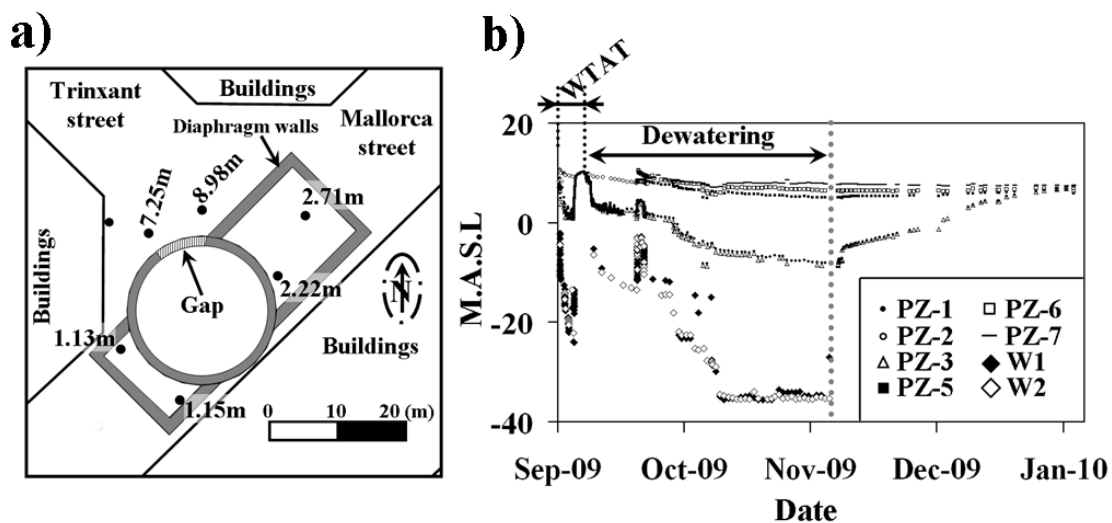 a)
Trinxant
street
Buildings
Diaphragm walls
Mallorca
street
7.25m
8.98m
2.71m
Buildings
Gap
2.22m
N
1.13m
Buildings
1.15m
0 10 20 (m)
b)
WTAT
Dewatering
20
0
-20
-40
M.A.S.L
PZ-1
PZ-2
PZ-3
PZ-5
PZ-6
PZ-7
W1
W2
Sep-09 Oct-09 Nov-09 Dec-09 Jan-10
Date